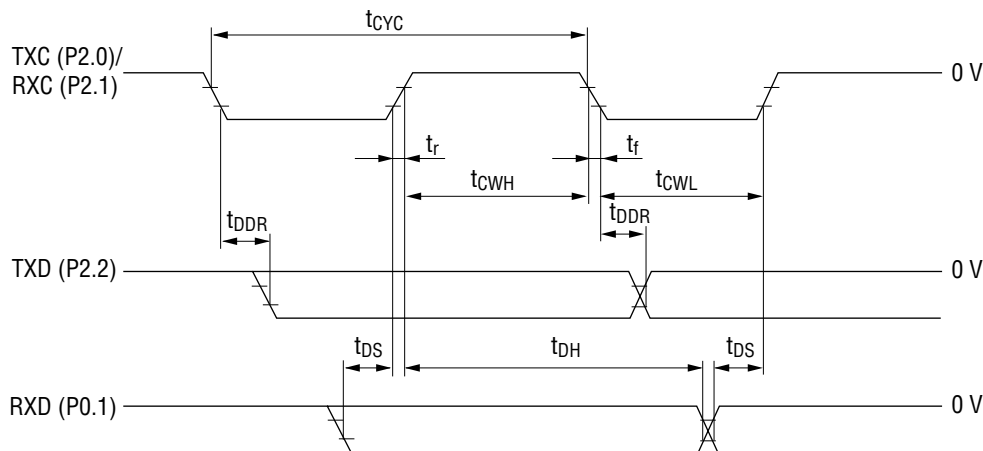 tCYC
TXC (P2.0)/
RXC (P2.1)
0 V
tr
tf
tCWH
tCWL
tDDR
tDDR
TXD (P2.2)
0 V
tDS
tDH
tDS
RXD (P0.1)
0 V